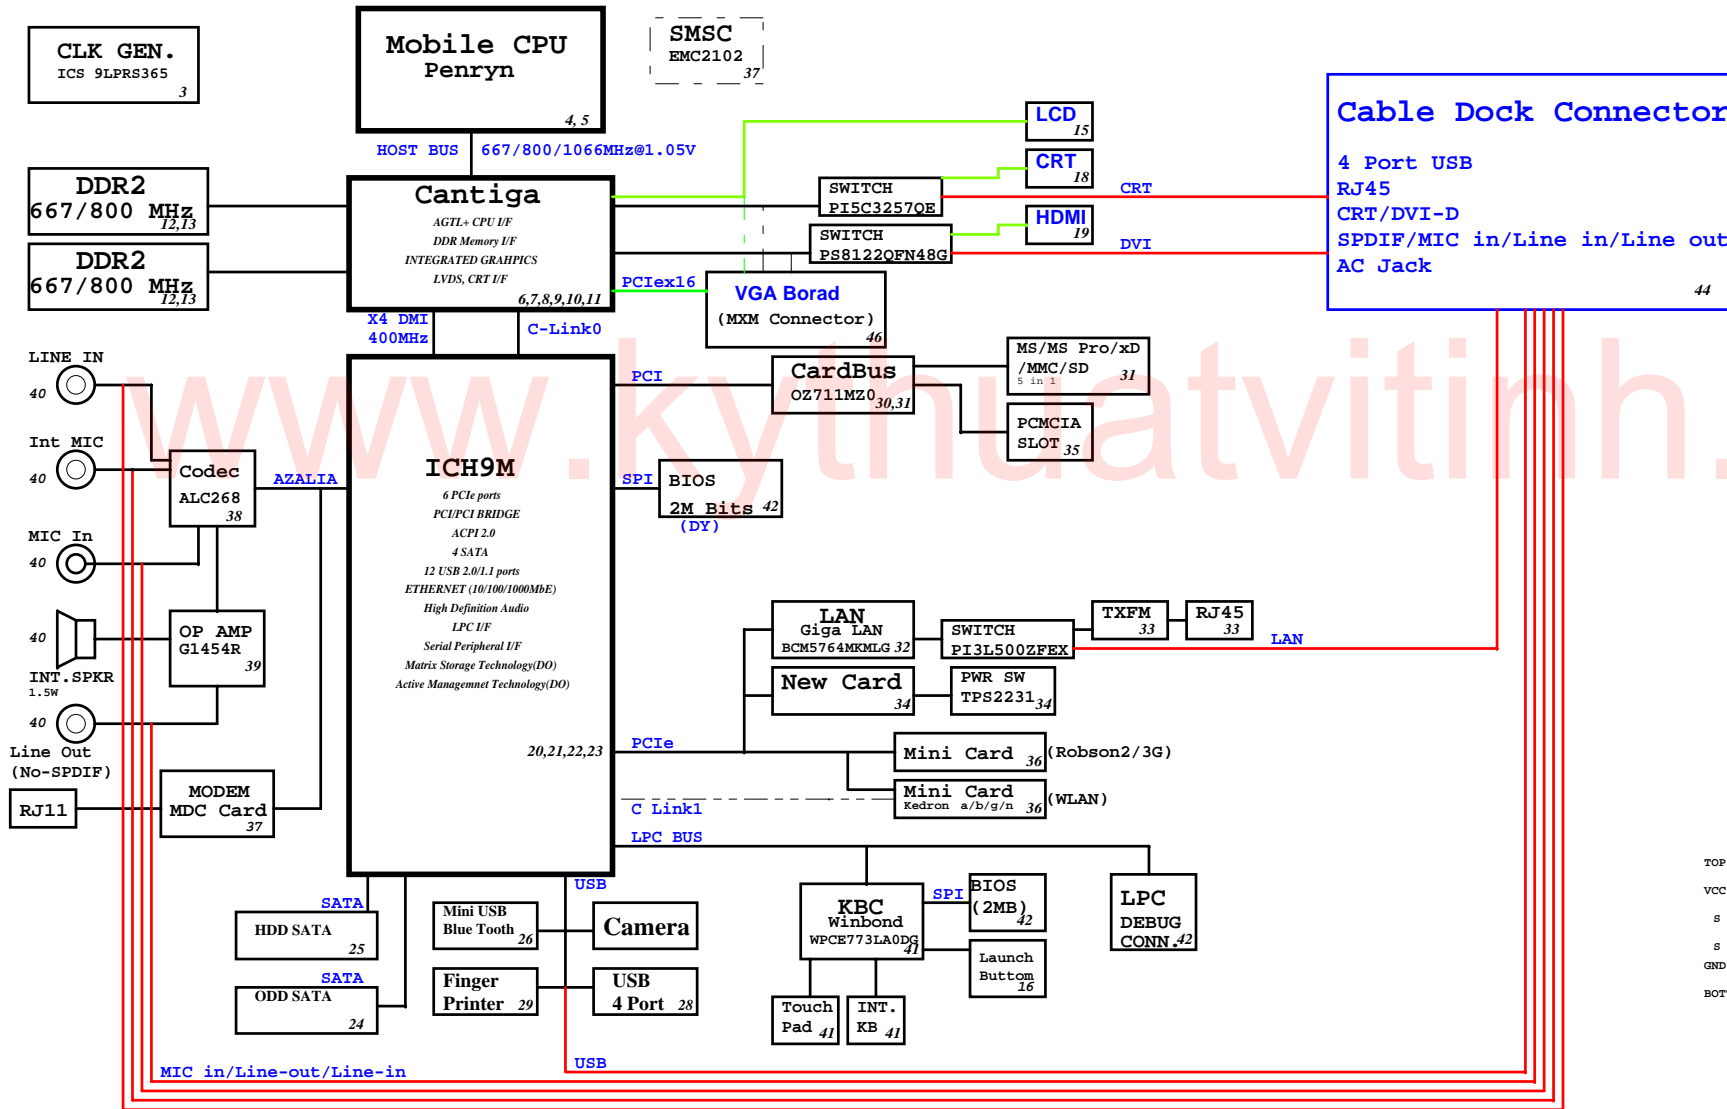 CLK GEN.
ICS 9LPRS365
3
Mobile CPU
Penryn
4, 5
SMSC
EMC2102
37
HOST BUS
667/800/1066MHz@1.05V
DDR2
667/800 MHz
12,13
DDR2
667/800 MHz
12,13
Cantiga
AGTL+ CPU I/F
DDR Memory I/F
INTEGRATED GRAHPICS
LVDS, CRT I/F
6,7,8,9,10,11
LCD
15
CRT
18
HDMI
19
SWITCH
PI5C3257QE
SWITCH
PS8122QFN48G
CRT
DVI
Cable Dock Connector
4 Port USB
RJ45
CRT/DVI-D
SPDIF/MIC in/Line in/Line out
AC Jack
44
PCIex16
VGA Borad
(MXM Connector)
46
X4 DMI
400MHz
C-Link0
www.kythuatvitinh.
LINE IN
40
Int MIC
40
MIC In
40
40
INT.SPKR
1.5W
40
Line Out
(No-SPDIF)
Codec
ALC268
38
AZALIA
OP AMP
G1454R
39
RJ11
MODEM
MDC Card
37
ICH9M
6 PCIe ports
PCI/PCI BRIDGE
ACPI 2.0
4 SATA
12 USB 2.0/1.1 ports
ETHERNET (10/100/1000MbE)
High Definition Audio
LPC I/F
Serial Peripheral I/F
Matrix Storage Technology(DO)
Active Managemnet Technology(DO)
20,21,22,23
PCI
CardBus
OZ711MZ0
30,31
MS/MS Pro/xD
/MMC/SD
5 in 1
31
PCMCIA
SLOT
35
SPI
BIOS
2M Bits
42
(DY)
LAN
Giga LAN
BCM5764MKMLG
32
SWITCH
PI3L500ZFEX
TXFM
33
RJ45
33
LAN
New Card
34
PWR SW
TPS2231
34
PCIe
Mini Card
36
(Robson2/3G)
Mini Card
Kedron a/b/g/n
36
(WLAN)
C Link1
LPC BUS
KBC
Winbond
WPCE773LA0DG
41
SPI
BIOS
(2MB)
42
Launch
Buttom
16
Touch
Pad
41
INT.
KB
41
LPC
DEBUG
CONN.
42
SATA
HDD SATA
25
SATA
ODD SATA
24
USB
Mini USB
Blue Tooth
26
Camera
Finger
Printer
29
USB
4 Port
28
USB
MIC in/Line-out/Line-in
TOP
VCC
S
S
GND
BOT